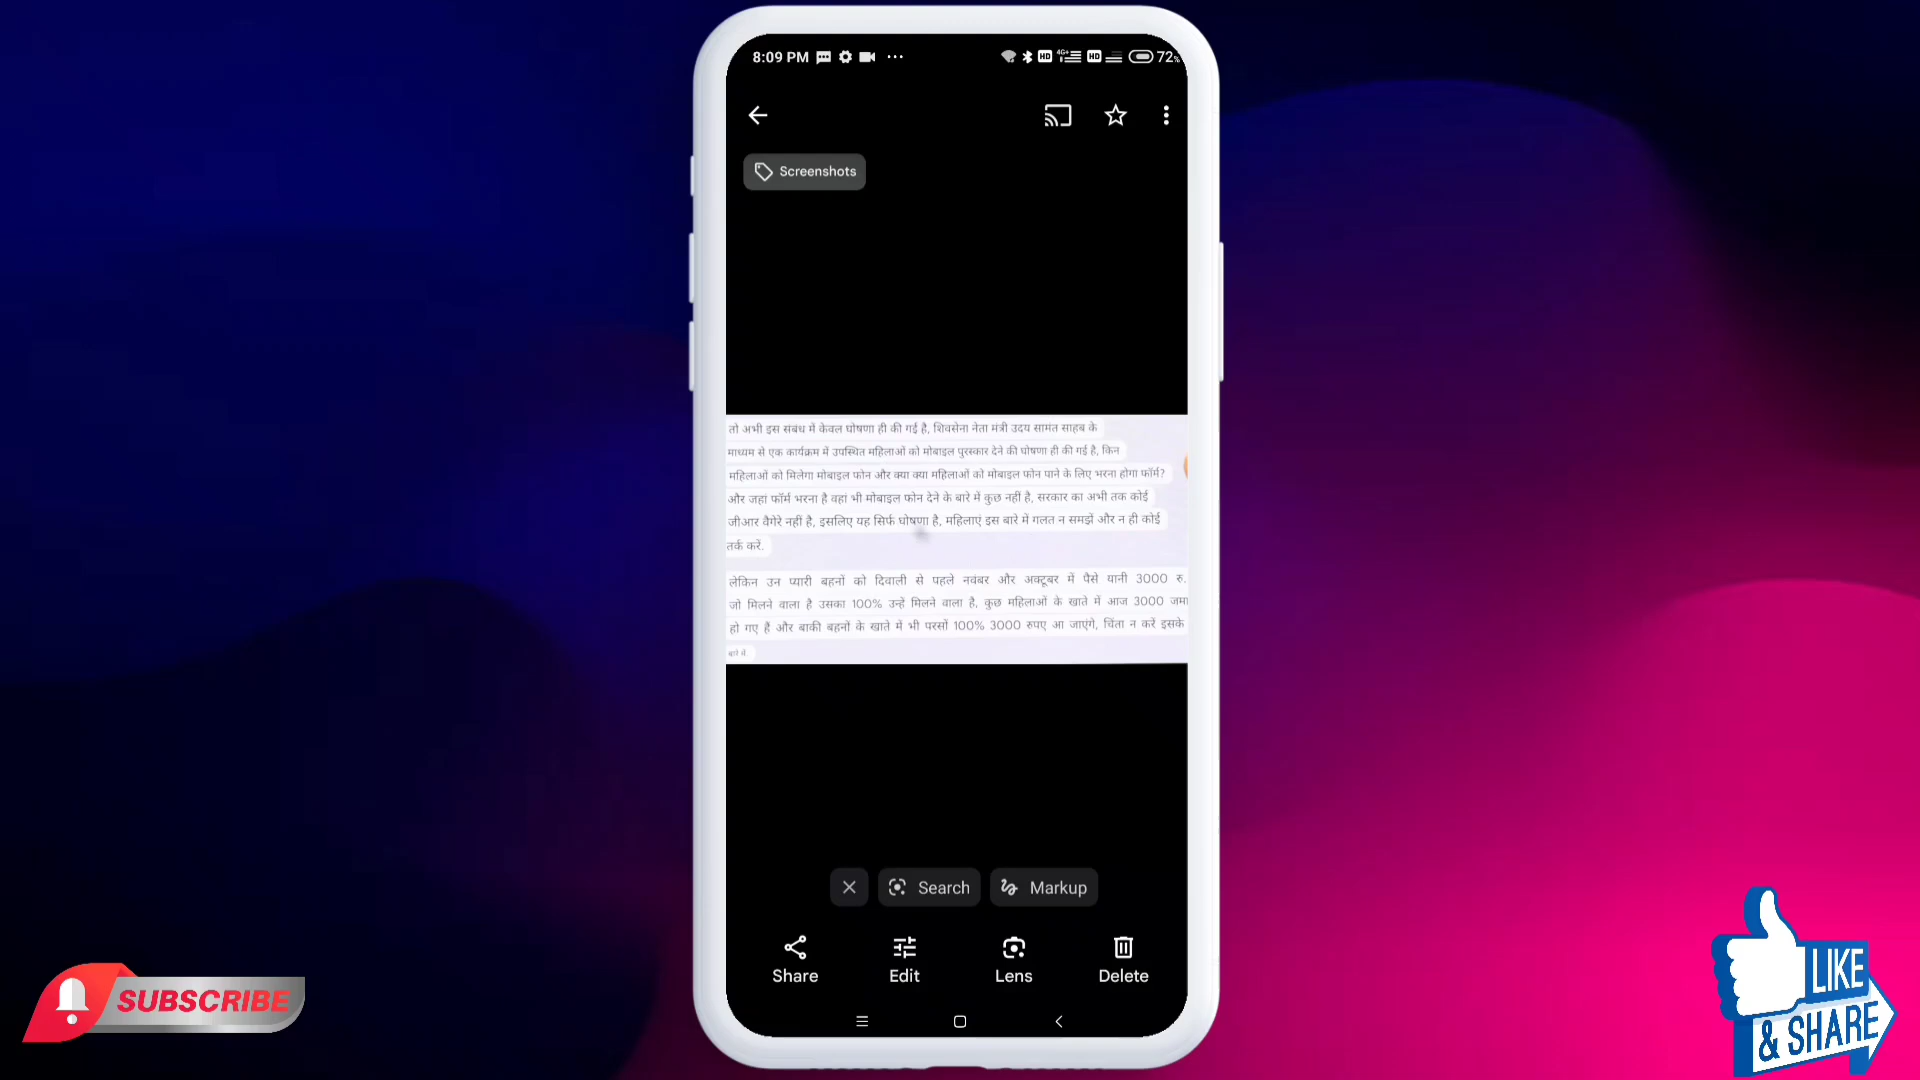 8:09 PM 72%
Screenshots
तो अभी इस सबंध में केवल घोषणा ही की गई है, शिवसेना नेता मंत्री उदय सामंत साहब के
माध्यम से एक कार्यक्रम में उपस्थित महिलाओं को मोबाइल पुरस्कार देने की घोषणा ही की गई है, किन
महिलाओं को मिलेगा मोबाइल फोन और क्या क्या महिलाओं को मोबाइल फोन पाने के लिए भरना होगा फॉर्म?
और जहां फॉर्म भरना है वहां भी मोबाइल फोन देने के बारे में कुछ नहीं है, सरकार का अभी तक कोई
जीआर वैगेरे नहीं है, इसलिए यह सिर्फ घोषणा है, महिलाएं इस बारे में गलत न समझें और न ही कोई
तर्क करें.
लेकिन उन प्यारी बहनों को दिवाली से पहले नवंबर और अक्टूबर में पैसे यानी 3000 रु.
जो मिलने वाला है उसका 100% उन्हें मिलने वाला है, कुछ महिलाओं के खाते में आज 3000 जमा
हो गए हैं और बाकी बहनों के खाते में भी परसों 100% 3000 रुपए आ जाएंगे, चिंता न करें इसके
बारे में.
Search Markup
Share Edit Lens Delete
SUBSCRIBE
LIKE
& SHARE